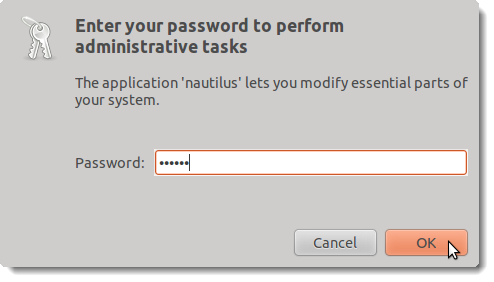 Enter your password to perform
administrative tasks
The application 'nautilus' lets you modify essential parts of
your system.
Password: ••••••
Cancel OK